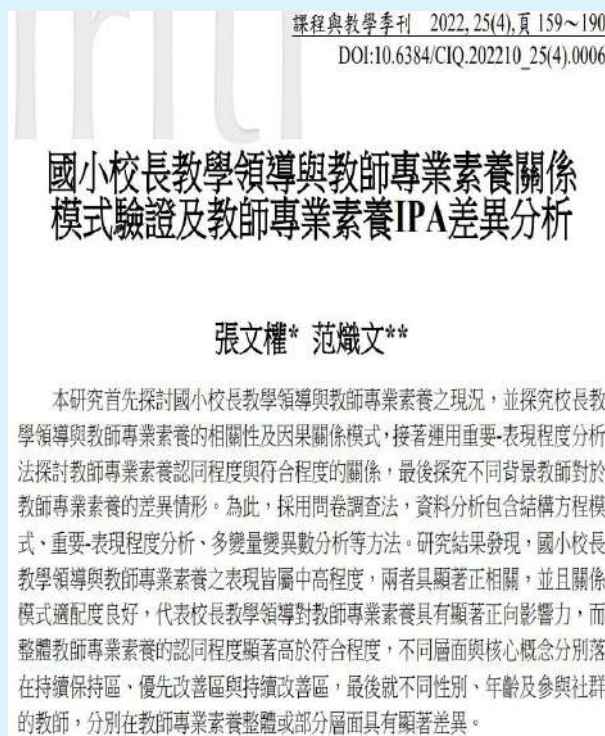 課程與教學季刊 2022, 25(4),頁 159～190
DOI:10.6384/CIQ.202210_25(4).0006
國小校長教學領導與教師專業素養關係
模式驗證及教師專業素養IPA差異分析
張文權* 范熾文**
本研究首先探討國小校長教學領導與教師專業素養之現況，並探究校長教
學領導與教師專業素養的相關性及因果關係模式，接著運用重要-表現程度分析
法探討教師專業素養認同程度與符合程度的關係，最後探究不同背景教師對於
教師專業素養的差異情形。為此，採用問卷調查法，資料分析包含結構方程模
式、重要-表現程度分析、多變量變異數分析等方法。研究結果發現，國小校長
教學領導與教師專業素養之表現皆屬中高程度，兩者具顯著正相關，並且關係
模式適配度良好，代表校長教學領導對教師專業素養具有顯著正向影響力，而
整體教師專業素養的認同程度顯著高於符合程度，不同層面與核心概念分別落
在持續保持區、優先改善區與持續改善區，最後就不同性別、年齡及參與社群
的教師，分別在教師專業素養整體或部分層面具有顯著差異。